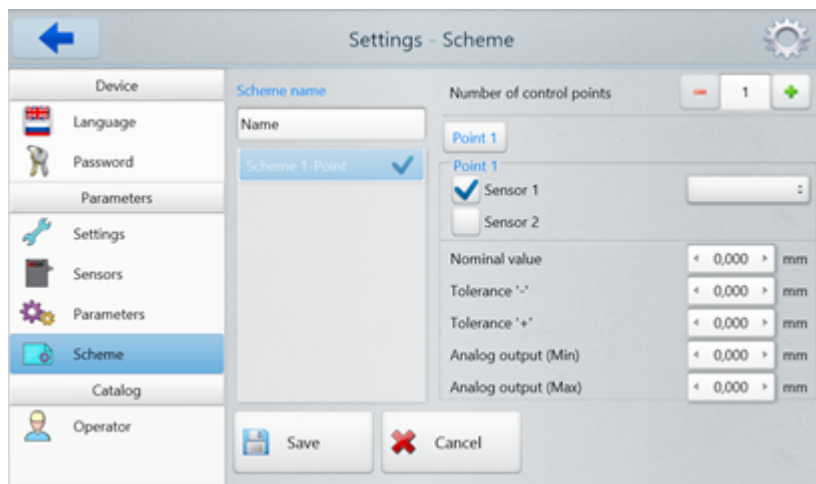 Settings - Scheme
Device
Language
Password
Parameters
Settings
Sensors
Parameters
Scheme
Catalog
Operator
Scheme name
Name
Scheme 1-Point
Save
Cancel
Number of control points
1
Point 1
Point 1
Sensor 1
Sensor 2
Nominal value 0,000 mm
Tolerance '-' 0,000 mm
Tolerance '+' 0,000 mm
Analog output (Min) 0,000 mm
Analog output (Max) 0,000 mm